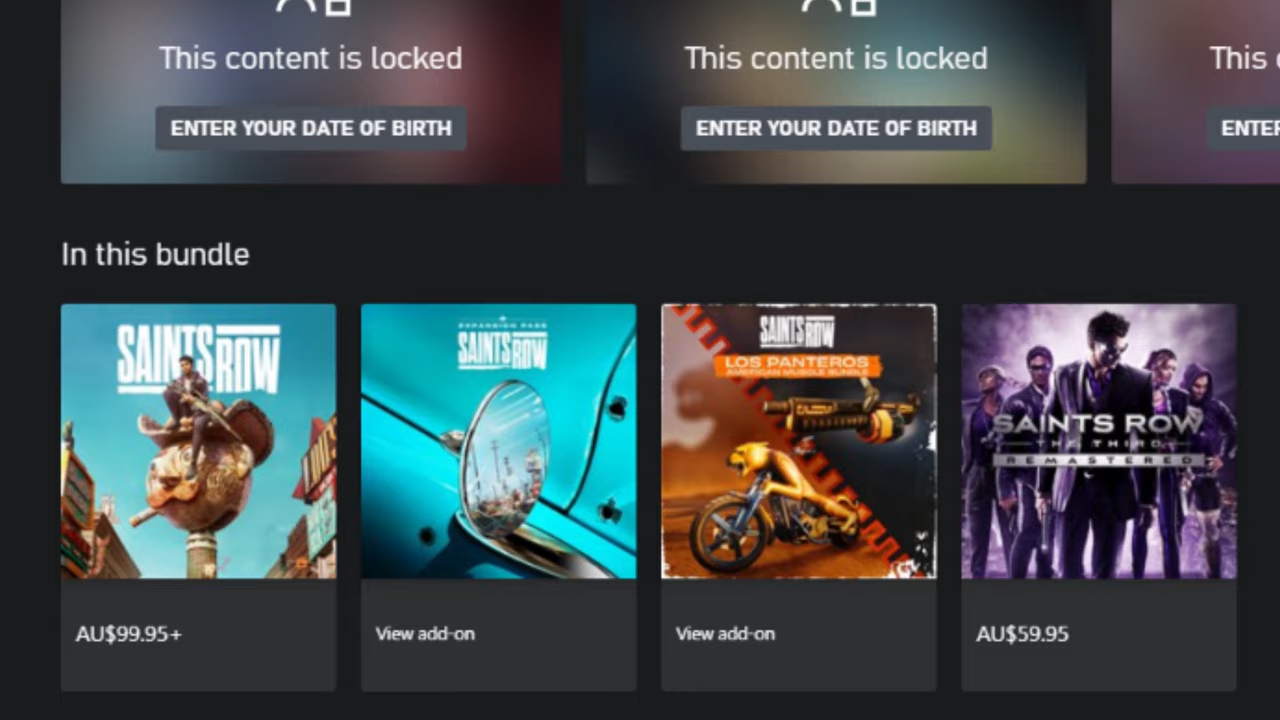 This content is locked
This content is locked
This
ENTER YOUR DATE OF BIRTH
ENTER YOUR DATE OF BIRTH
In this bundle
SAINTS ROW
EXPANSION PASS
SAINTS ROW
SAINTS ROW
LOS PANTEROS
AMERICAN MUSCLE BUNDLE
SAINTS ROW
THE THIRD
REMASTERED
AU$99.95+
View add-on
View add-on
AU$59.95